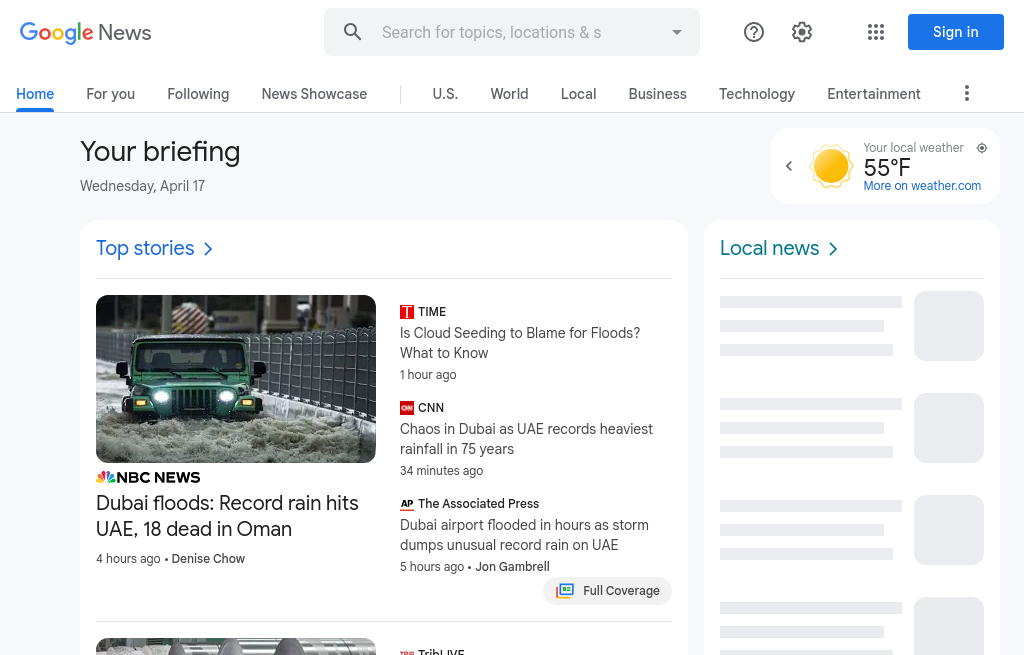 Google News
Search for topics, locations & s
Sign in
Home
For you
Following
News Showcase
U.S.
World
Local
Business
Technology
Entertainment
Your briefing
Wednesday, April 17
Your local weather
55°F
More on weather.com
Top stories
NBC NEWS
Dubai floods: Record rain hits
UAE, 18 dead in Oman
4 hours ago • Denise Chow
TIME
Is Cloud Seeding to Blame for Floods?
What to Know
1 hour ago
CNN
Chaos in Dubai as UAE records heaviest
rainfall in 75 years
34 minutes ago
AP The Associated Press
Dubai airport flooded in hours as storm
dumps unusual record rain on UAE
5 hours ago • Jon Gambrell
Full Coverage
TribLIVE
Local news